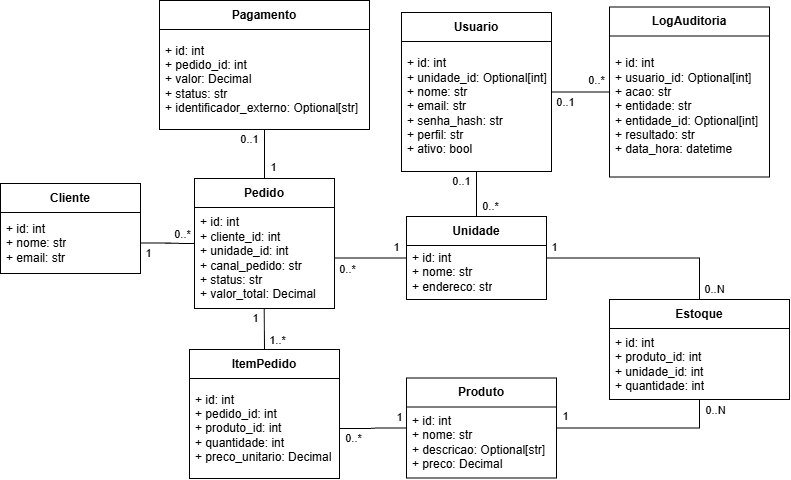 Pagamento
+ id: int
+ pedido_id: int
+ valor: Decimal
+ status: str
+ identificador_externo: Optional[str]
Usuario
+ id: int
+ unidade_id: Optional[int]
+ nome: str
+ email: str
+ senha_hash: str
+ perfil: str
+ ativo: bool
LogAuditoria
+ id: int
+ usuario_id: Optional[int]
+ acao: str
+ entidade: str
+ entidade_id: Optional[int]
+ resultado: str
+ data_hora: datetime
0..*
0..1
0..1
1
0..1
0..*
Cliente
+ id: int
+ nome: str
+ email: str
0..*
1
Pedido
+ id: int
+ cliente_id: int
+ unidade_id: int
+ canal_pedido: str
+ status: str
+ valor_total: Decimal
1
0..*
Unidade
+ id: int
+ nome: str
+ endereco: str
1
0..N
1
1..*
Estoque
+ id: int
+ produto_id: int
+ unidade_id: int
+ quantidade: int
0..N
ItemPedido
+ id: int
+ pedido_id: int
+ produto_id: int
+ quantidade: int
+ preco_unitario: Decimal
1
0..*
Produto
+ id: int
+ nome: str
+ descricao: Optional[str]
+ preco: Decimal
1